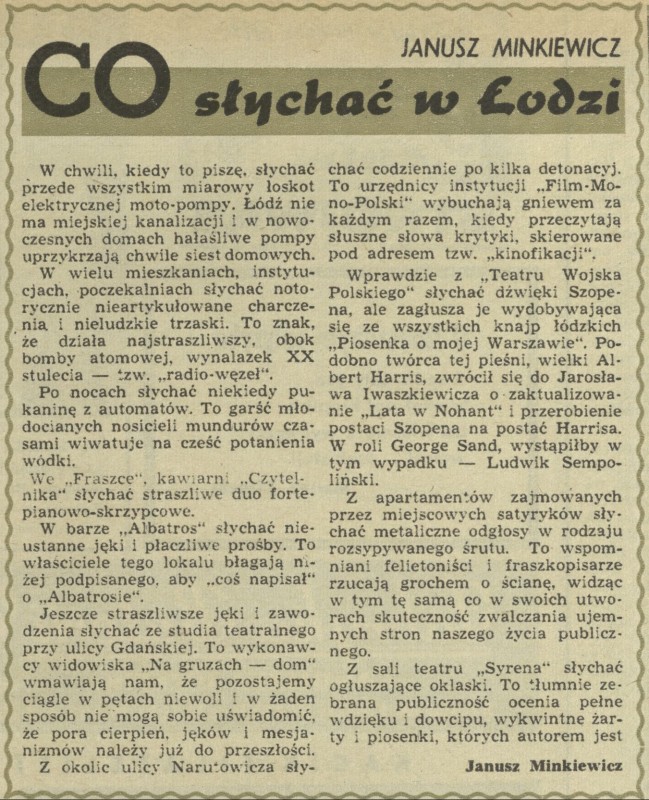 JANUSZ MINKIEWICZ
CO słychać w Łodzi
W chwili, kiedy to piszę, słychać
przede wszystkim miarowy łoskot
elektrycznej moto-pompy. Łódź nie
ma miejskiej kanalizacji i w nowo-
czesnych domach hałaśliwe pompy
uprzykrzają chwile siest domowych.
W wielu mieszkaniach, instytu-
cjach, poczekalniach słychać noto-
rycznie nieartykułowane charcze-
nia i nieludzkie trzaski. To znak,
że działa najstraszliwszy, obok
bomby atomowej, wynalazek XX
stulecia — tzw. „radio-węzeł".
Po nocach słychać niekiedy pu-
kaninę z automatów. To garść mło-
docianych nosicieli mundurów cza-
sami wiwatuje na cześć potanienia
wódki.
We „Fraszce", kawiarni „Czytel-
nika" słychać straszliwe duo forte-
pianowo-skrzypcowe.
W barze „Albatros" słychać nie-
ustanne jęki i płaczliwe prośby. To
właściciele tego lokalu błagają ni-
żej podpisanego, aby „coś napisał"
o „Albatrosie".
Jeszcze straszliwsze jęki i zawo-
dzenia słychać ze studia teatralnego
przy ulicy Gdańskiej. To wykonaw-
cy widowiska „Na gruzach — dom"
wmawiają nam, że pozostajemy
ciągle w pętach niewoli i w żaden
sposób nie mogą sobie uświadomić,
że pora cierpień, jęków i mesja-
nizmów należy już do przeszłości.
Z okolic ulicy Narutowicza sły-
chać codziennie po kilka detonacyj.
To urzędnicy instytucji „Film-Mo-
no-Polski" wybuchają gniewem za
każdym razem, kiedy przeczytają
słuszne słowa krytyki, skierowane
pod adresem tzw. „kinofikacji".
Wprawdzie z „Teatru Wojska
Polskiego" słychać dźwięki Szope-
na, ale zagłusza je wydobywająca
się ze wszystkich knajp łódzkich
„Piosenka o mojej Warszawie". Po-
dobno twórca tej pieśni, wielki Al-
bert Harris, zwrócił się do Jarosła-
wa Iwaszkiewicza o zaktualizowa-
nie „Lata w Nohant" i przerobienie
postaci Szopena na postać Harrisa.
W roli George Sand, wystąpiłby w
tym wypadku — Ludwik Sempo-
liński.
Z apartamentów zajmowanych
przez miejscowych satyryków sły-
chać metaliczne odgłosy w rodzaju
rozsypywanego śrutu. To wspom-
niani felietoniści i fraszkopisarze
rzucają grochem o ścianę, widząc
w tym tę samą co w swoich utwo-
rach skuteczność zwalczania ujem-
nych stron naszego życia publicz-
nego.
Z sali teatru „Syrena" słychać
ogłuszające oklaski. To tłumnie ze-
brana publiczność ocenia pełne
wdzięku i dowcipu, wykwintne żar-
ty i piosenki, których autorem jest
Janusz Minkiewicz